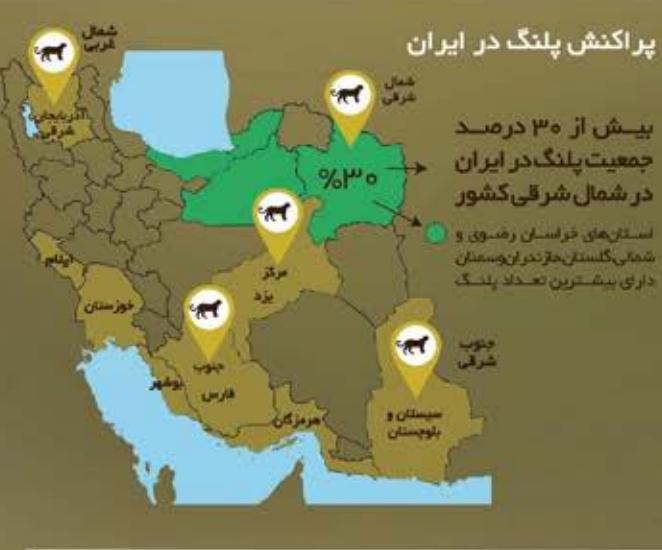 پراکنش پلنگ در ایران
بیش از ۳۰ درصد
جمعیت پلنگ در ایران
در شمال شرقی کشور
استان‌های خراسان رضوی و
شمالی،گلستان،مازندران‌وسمنان
دارای بیشترین تعداد پلنگ
شمال
غربی
آذربایجان
شرقی
شمال
شرقی
%۳۰
مرکز
یزد
ایلام
خوزستان
بوشهر
جنوب
فارس
هرمزگان
جنوب
شرقی
سیستان و
بلوچستان